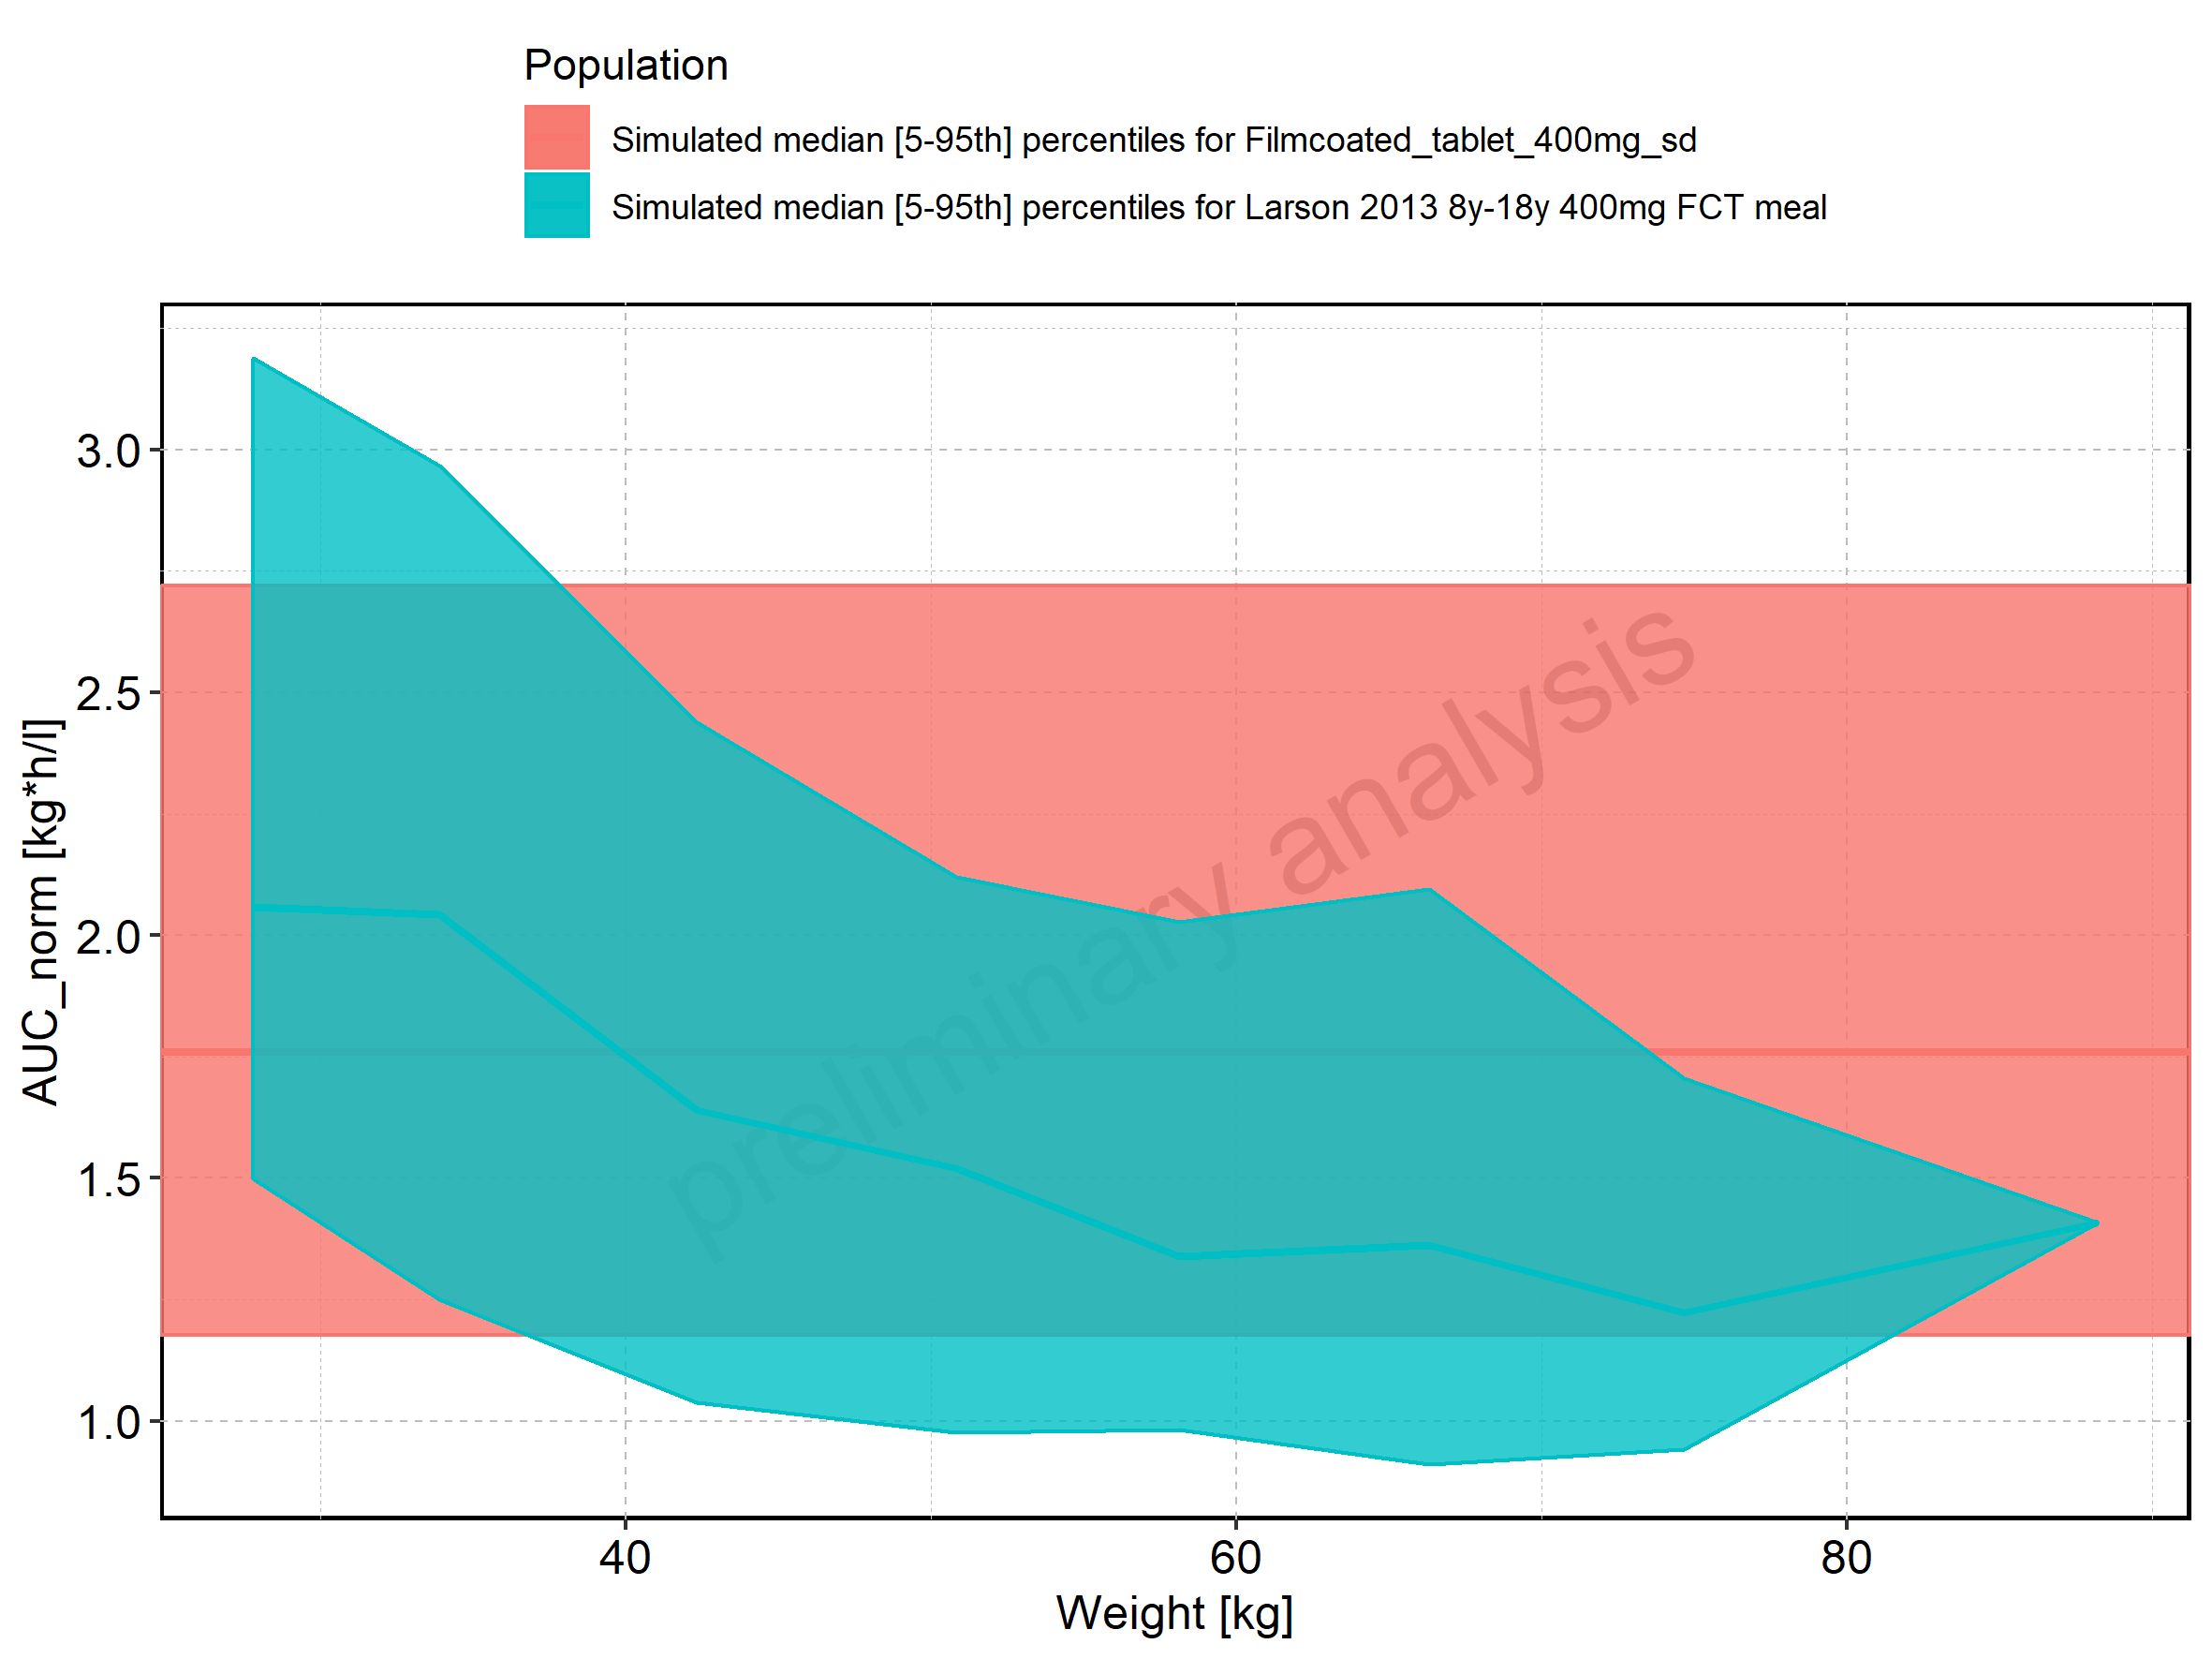 Population
Simulated median [5-95th] percentiles for Filmcoated_tablet_400mg_sd
Simulated median [5-95th] percentiles for Larson 2013 8y-18y 400mg FCT meal
AUC_norm [kg*h/l]
3.0
2.5
2.0
1.5
1.0
preliminary analysis
40
60
80
Weight [kg]